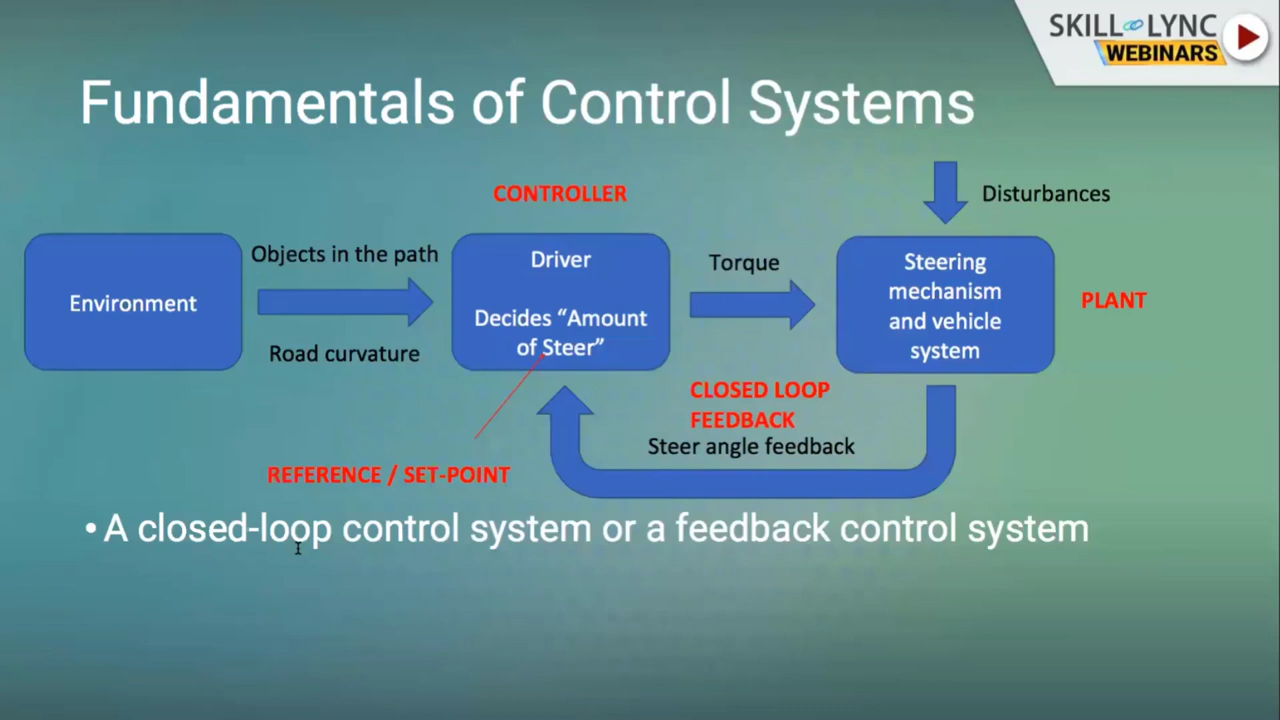 SKILL LYNC
WEBINARS
Fundamentals of Control Systems
CONTROLLER
Disturbances
Environment
Objects in the path
Road curvature
Driver
Decides “Amount
of Steer”
Torque
Steering
mechanism
and vehicle
system
PLANT
CLOSED LOOP
FEEDBACK
Steer angle feedback
REFERENCE / SET-POINT
• A closed-loop control system or a feedback control system